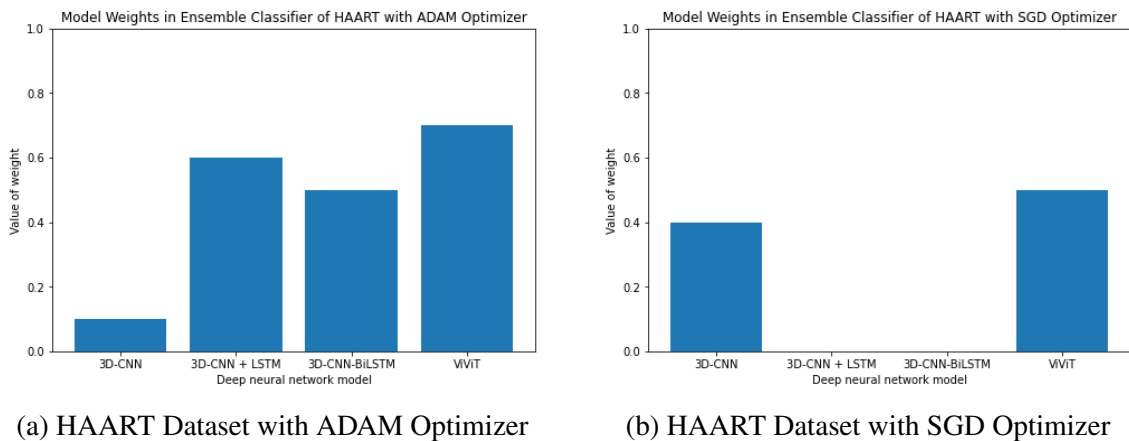 Model Weights in Ensemble Classifier of HAART with ADAM Optimizer
1.0
0.8
0.6
0.4
0.2
0.0
Value of weight
3D-CNN
3D-CNN + LSTM
3D-CNN-BiLSTM
ViViT
Deep neural network model
(a) HAART Dataset with ADAM Optimizer
Model Weights in Ensemble Classifier of HAART with SGD Optimizer
1.0
0.8
0.6
0.4
0.2
0.0
Value of weight
3D-CNN
3D-CNN + LSTM
3D-CNN-BiLSTM
ViViT
Deep neural network model
(b) HAART Dataset with SGD Optimizer